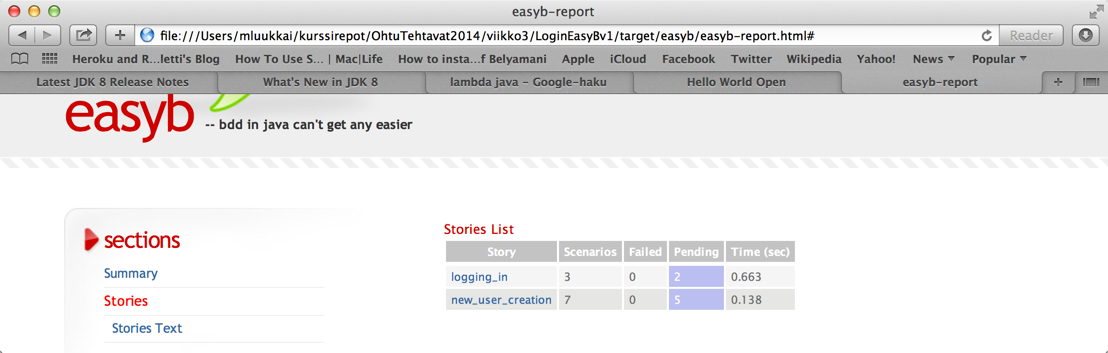 easyb-report
file:///Users/mluukkai/kurssirepot/OhtuTehtavat2014/viikko3/LoginEasyBv1/target/easyb/easyb-report.html#
Reader
Heroku and R...letti's Blog How To Use S... | Mac|Life How to insta...f Belyamani Apple iCloud Facebook Twitter Wikipedia Yahoo! News Popular
Latest JDK 8 Release Notes What's New in JDK 8 lambda java – Google-haku Hello World Open easyb-report
easyb -- bdd in java can't get any easier
sections
Summary
Stories
Stories Text
Stories List
Story Scenarios Failed Pending Time (sec)
logging_in 3 0 2 0.663
new_user_creation 7 0 5 0.138